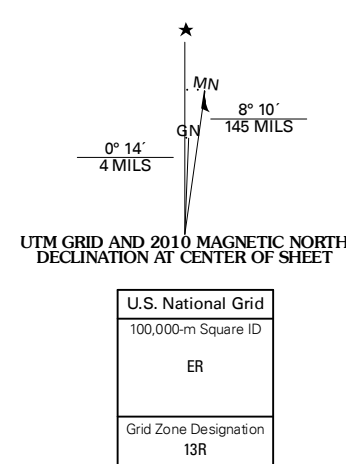 MN
8° 10´
145 MILS
GN
0° 14´
4 MILS
UTM GRID AND 2010 MAGNETIC NORTH
DECLINATION AT CENTER OF SHEET
U.S. National Grid
100,000-m Square ID
ER
Grid Zone Designation
13R